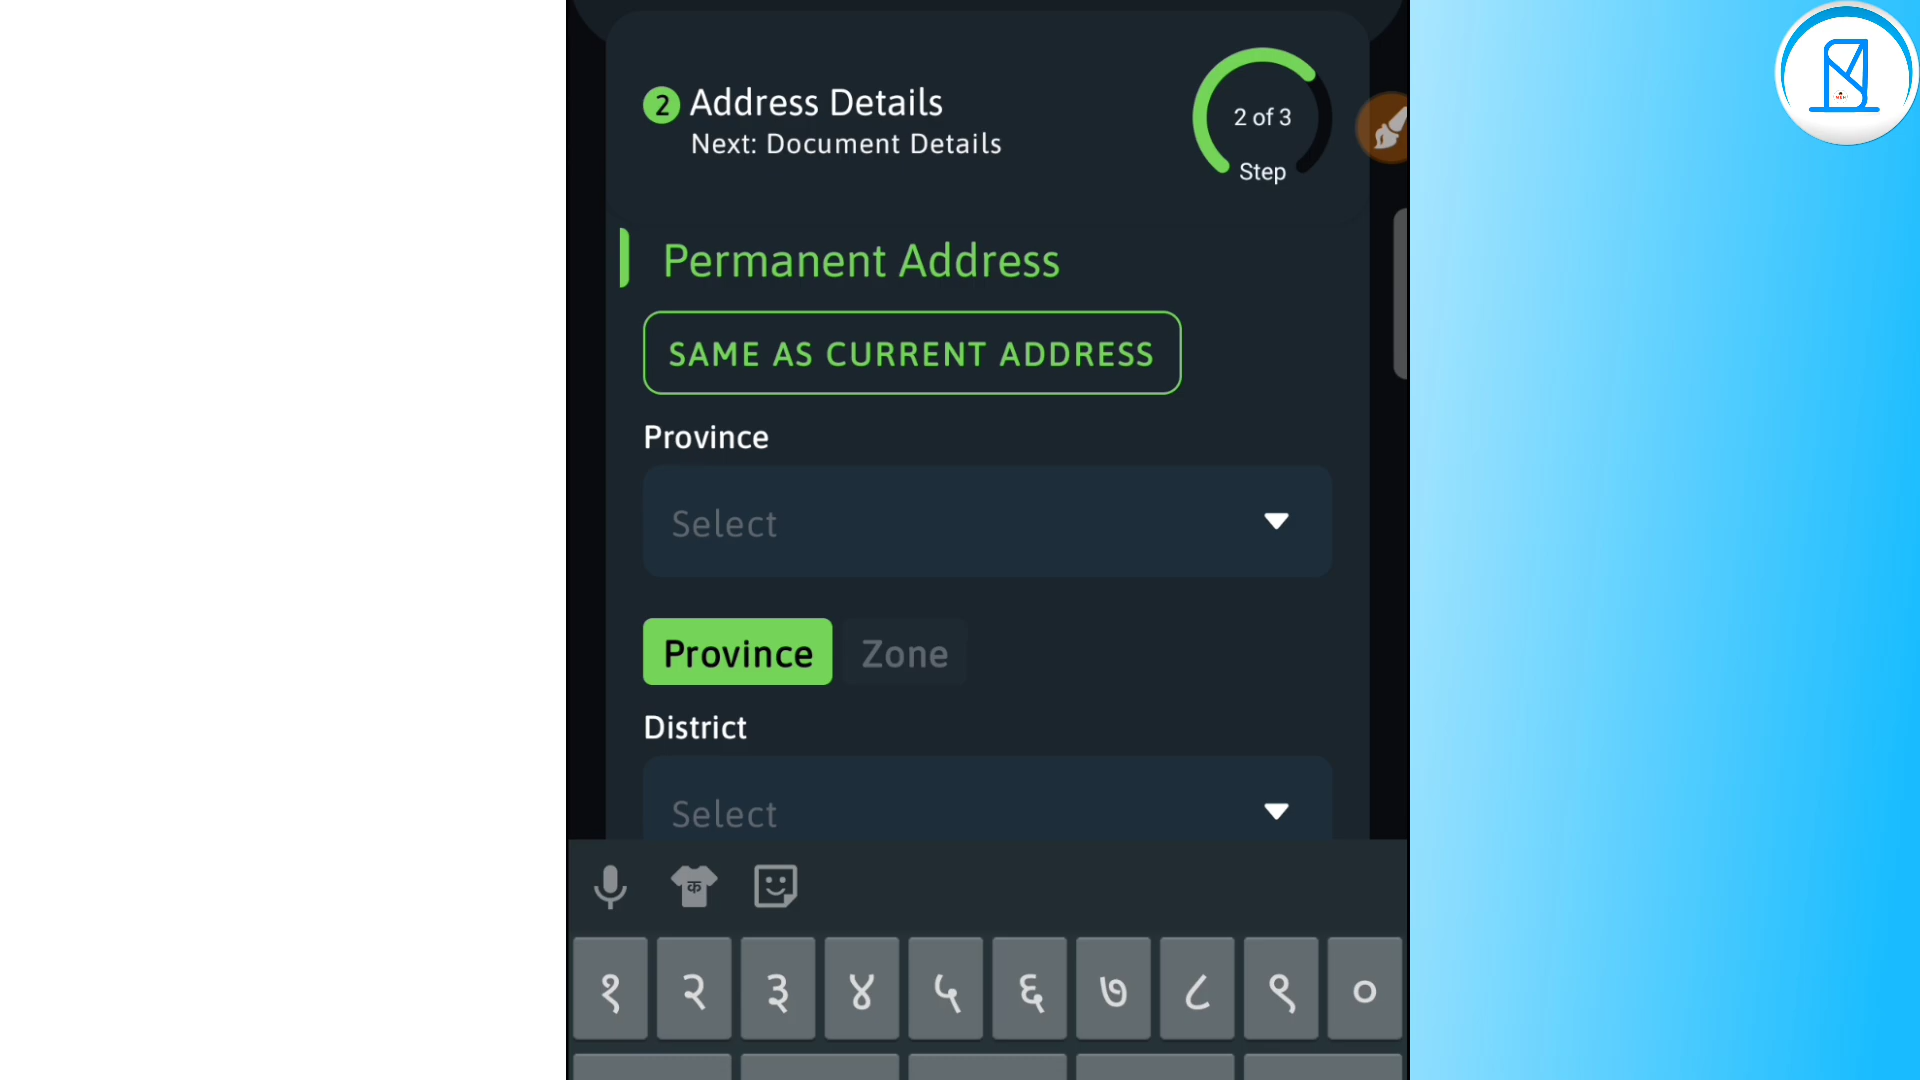 2 Address Details
Next: Document Details
2 of 3
Step
Permanent Address
SAME AS CURRENT ADDRESS
Province
Select
Province Zone
District
Select
क
१ २ ३ ४ ५ ६ ७ ८ ९ ०